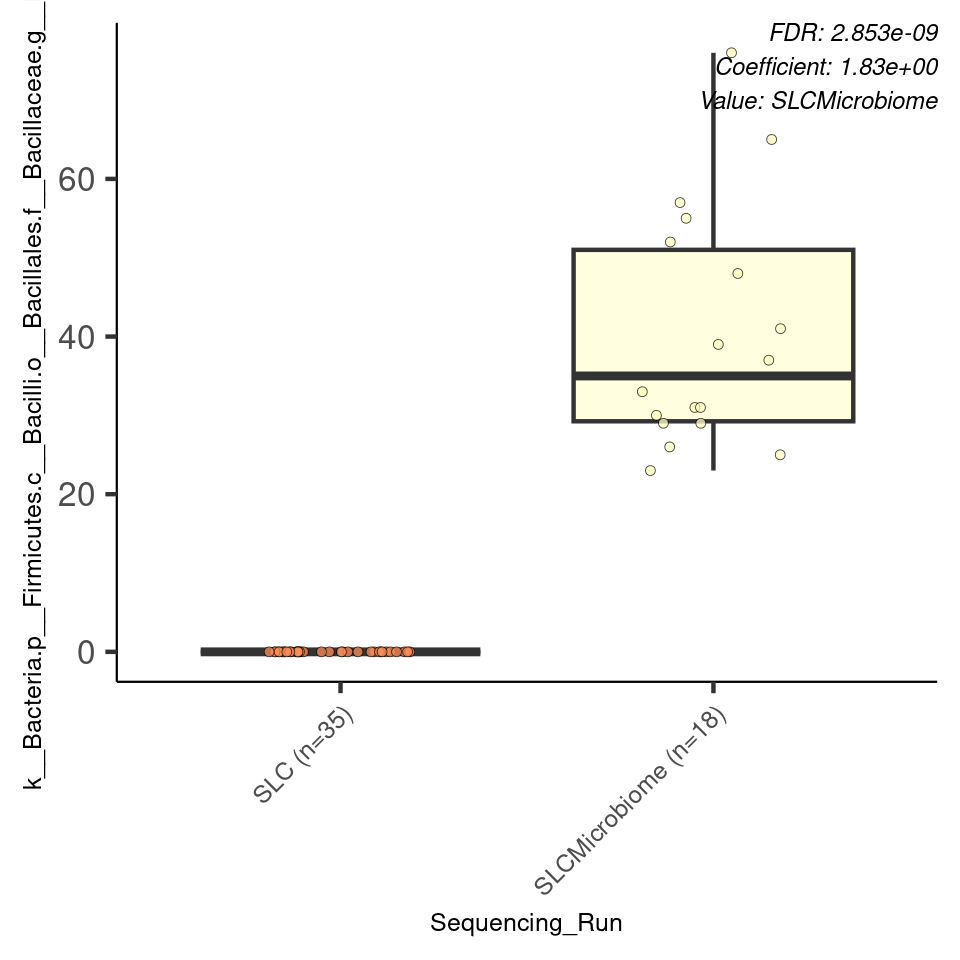 FDR: 2.853e-09
Coefficient: 1.83e+00
Value: SLCMicrobiome
k__Bacteria.p__Firmicutes.c__Bacilli.o__Bacillales.f__Bacillaceae.g__
60
40
20
0
SLC (n=35)
SLCMicrobiome (n=18)
Sequencing_Run